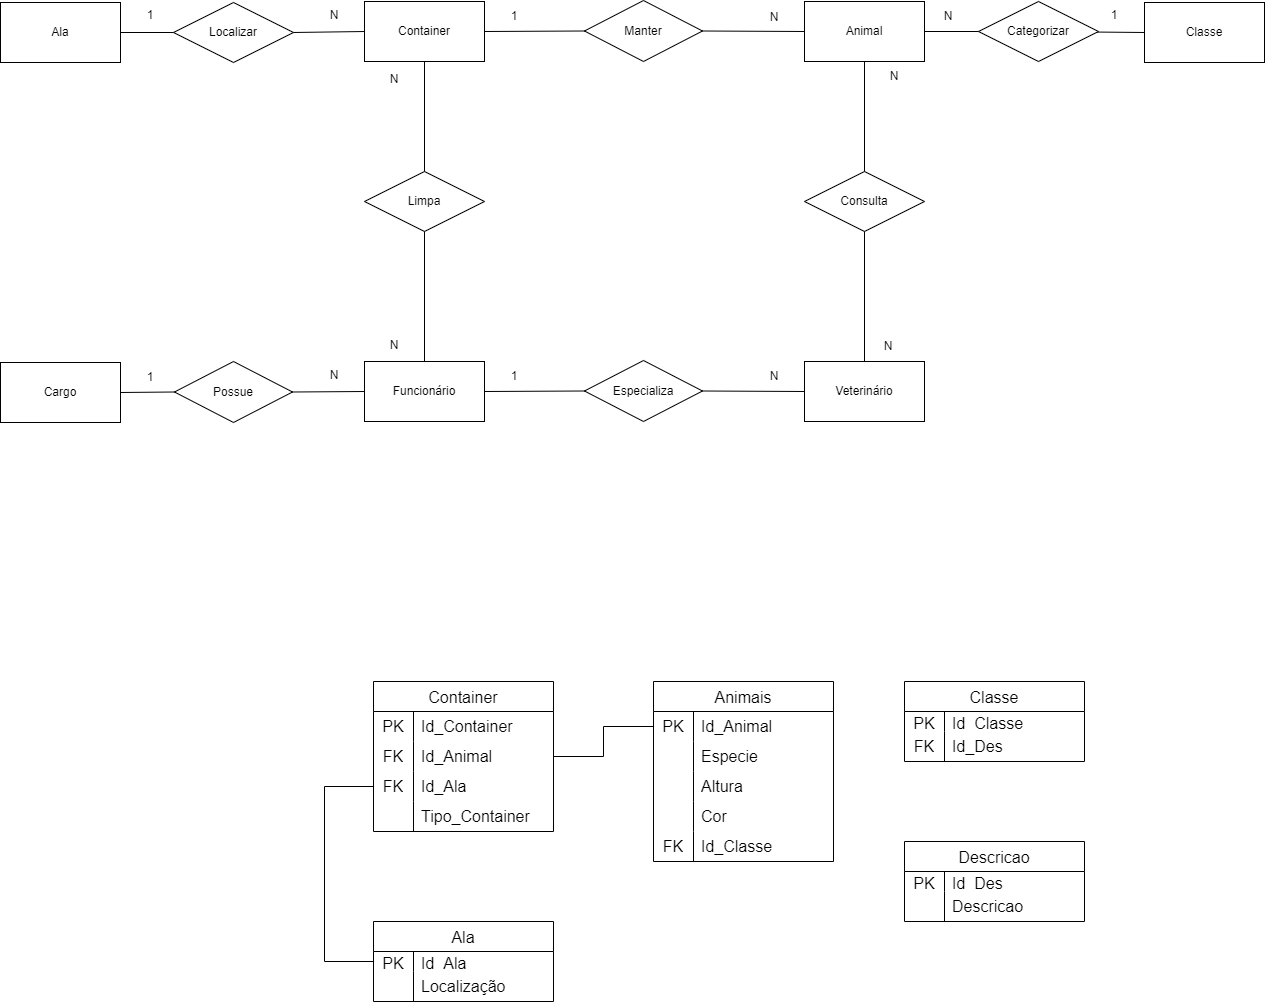 Ala 1 Localizar N Container 1 Manter N Animal N Categorizar 1 Classe
N N
Limpa Consulta
N N
Cargo 1 Possue N Funcionário 1 Especializa N Veterinário
Container
PK Id_Container
FK Id_Animal
FK Id_Ala
Tipo_Container
Animais
PK Id_Animal
Especie
Altura
Cor
FK Id_Classe
Classe
PK Id_Classe
FK Id_Des
Descricao
PK Id_Des
Descricao
Ala
PK Id_Ala
Localização